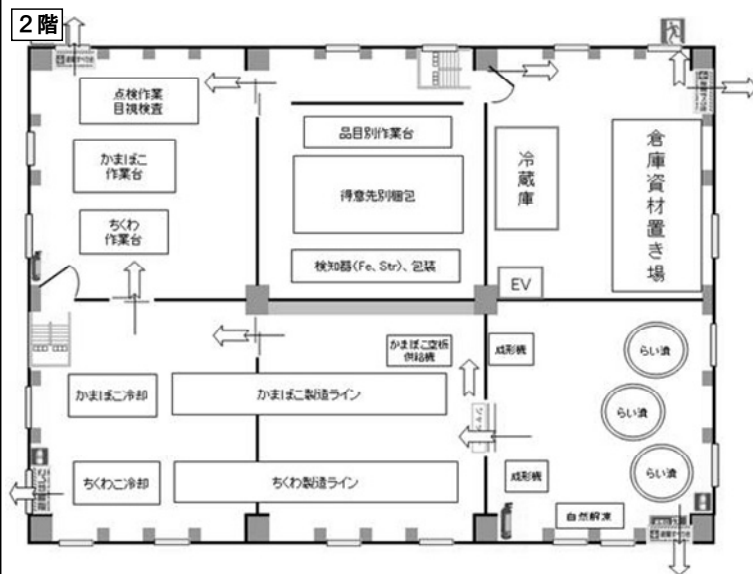 2階
点検作業
目視検査
かまぼこ
作業台
ちくわ
作業台
品目別作業台
得意先別梱包
検知器(Fe、Str)、包装
冷蔵庫
倉庫資材置き場
EV
かまぼこ空板
供給機
成形機
らい潰
かまぼこ冷却
かまぼこ製造ライン
らい潰
ちくわこ冷却
ちくわ製造ライン
成形機
らい潰
自然解凍